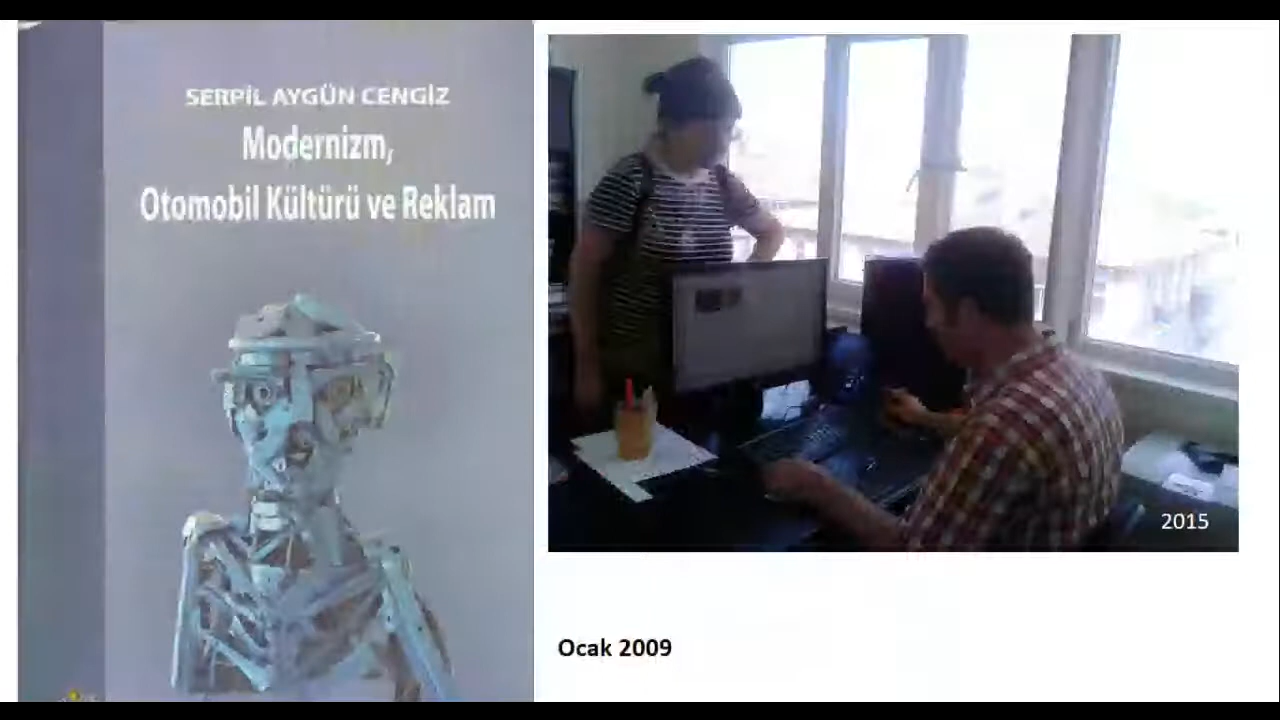 SERPİL AYGÜN CENGİZ
Modernizm,
Otomobil Kültürü ve Reklam
2015
Ocak 2009